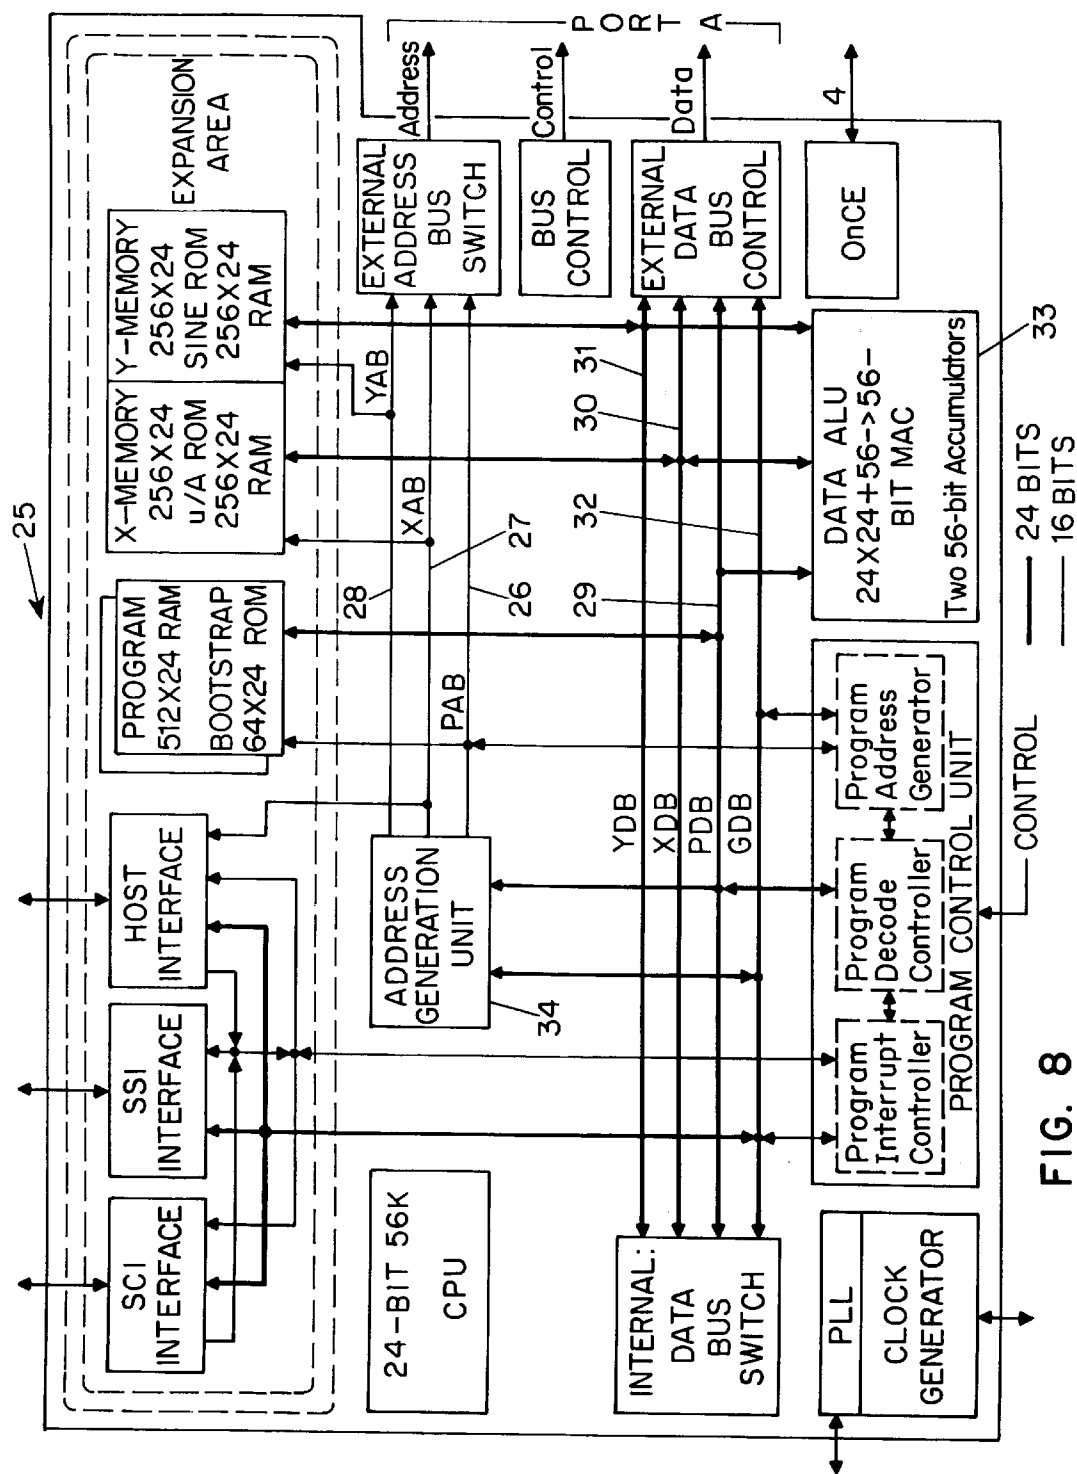 25
SCI
INTERFACE
SSI
INTERFACE
HOST
INTERFACE
PROGRAM
512X24 RAM
BOOTSTRAP
64X24 ROM
X-MEMORY
256X24
u/A ROM
256X24
RAM
Y-MEMORY
256X24
SINE ROM
256X24
RAM
EXPANSION
AREA
24-BIT 56K
CPU
ADDRESS
GENERATION
UNIT
34
28
27
26
YAB
XAB
PAB
EXTERNAL
ADDRESS
BUS
SWITCH
Address
BUS
CONTROL
Control
EXTERNAL
DATA
BUS
CONTROL
Data
PORT A
INTERNAL:
DATA
BUS
SWITCH
YDB
XDB
PDB
GDB
29
32
30
31
PLL
CLOCK
GENERATOR
Program
Interrupt
Controller
Program
Decode
Controller
Program
Address
Generator
PROGRAM CONTROL UNIT
DATA ALU
24X24+56->56-
BIT MAC
Two 56-bit Accumulators
33
OnCE
4
CONTROL
24 BITS
16 BITS
FIG. 8